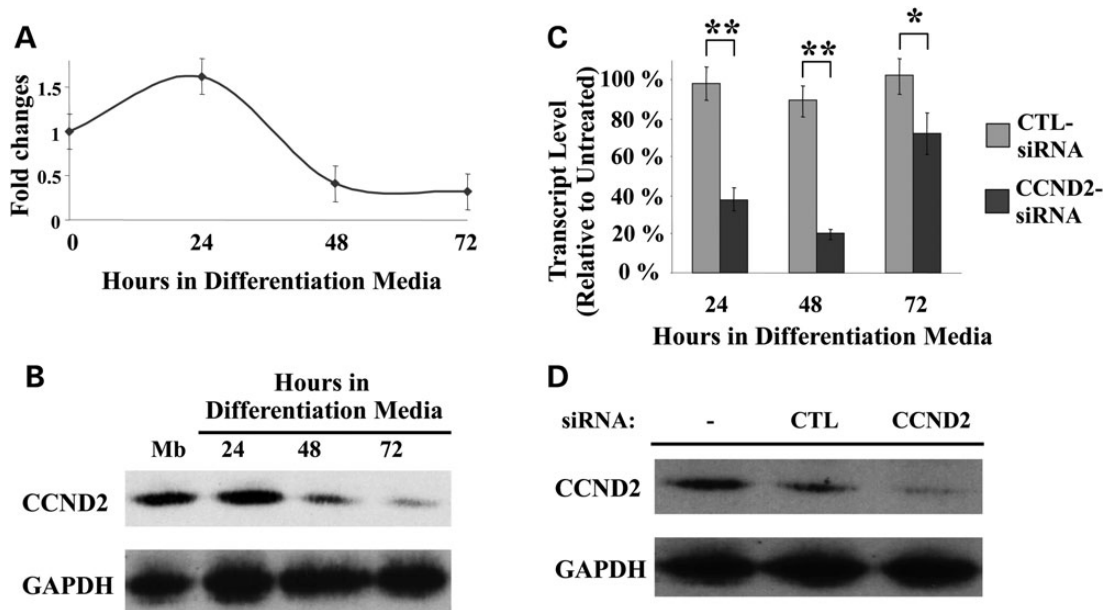 A
Fold changes
1.5
1
0.5
0
0 24 48 72
Hours in Differentiation Media
B
Hours in
Differentiation Media
Mb 24 48 72
CCND2
GAPDH
C
Transcript Level
(Relative to Untreated)
100 %
80 %
60 %
40 %
20 %
0 %
** ** *
24 48 72
Hours in Differentiation Media
CTL-
siRNA
CCND2-
siRNA
D
siRNA: - CTL CCND2
CCND2
GAPDH